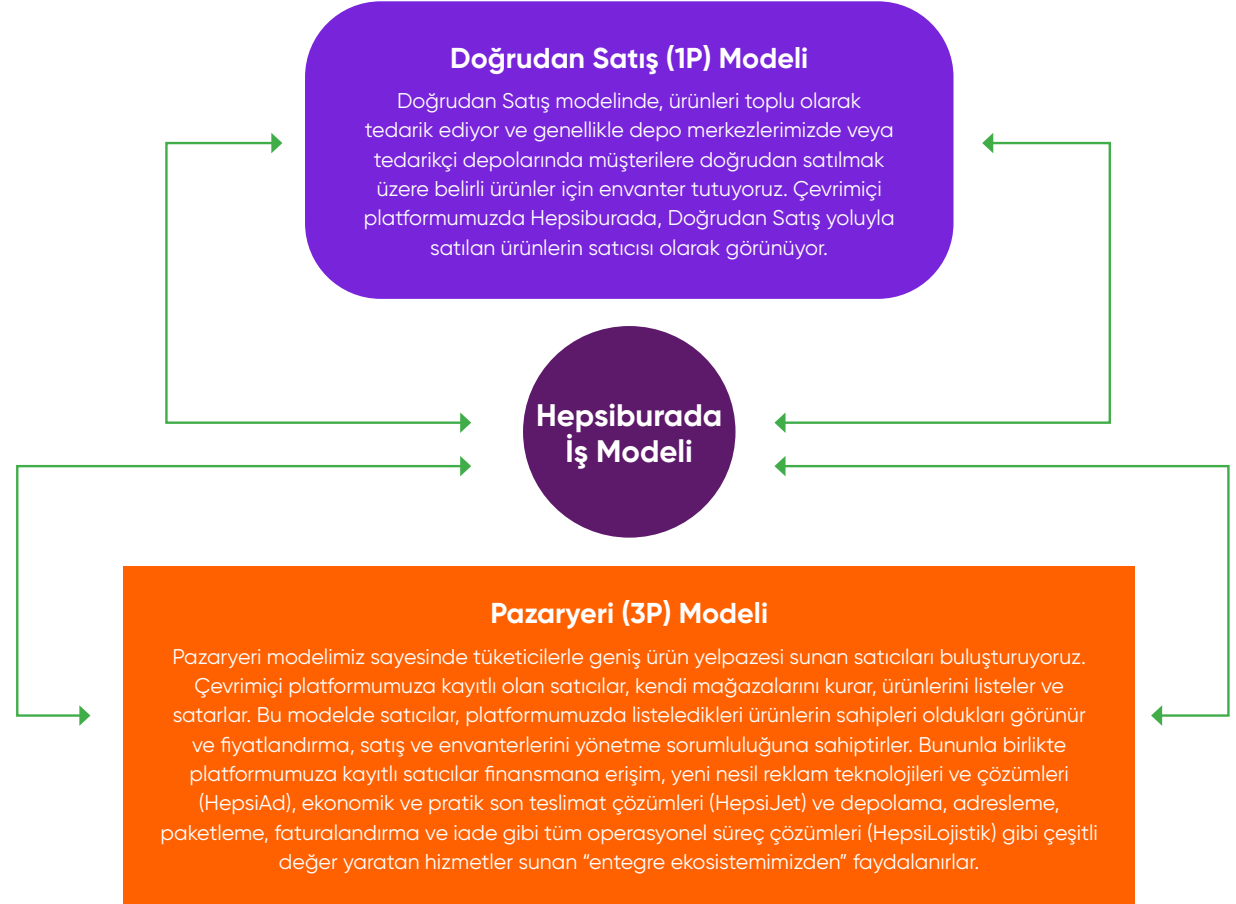 Doğrudan Satış (1P) Modeli
Doğrudan Satış modelinde, ürünleri toplu olarak
tedarik ediyor ve genellikle depo merkezlerimizde veya
tedarikçi depolarında müşterilere doğrudan satılmak
üzere belirli ürünler için envanter tutuyoruz. Çevrimiçi
platformumuzda Hepsiburada, Doğrudan Satış yoluyla
satılan ürünlerin satıcısı olarak görünüyor.
Hepsiburada
İş Modeli
Pazaryeri (3P) Modeli
Pazaryeri modelimiz sayesinde tüketicilerle geniş ürün yelpazesi sunan satıcıları buluşturuyoruz.
Çevrimiçi platformumuza kayıtlı olan satıcılar, kendi mağazalarını kurar, ürünlerini listeler ve
satarlar. Bu modelde satıcılar, platformumuzda listeledikleri ürünlerin sahipleri oldukları görünür
ve fiyatlandırma, satış ve envanterlerini yönetme sorumluluğuna sahiptirler. Bununla birlikte
platformumuza kayıtlı satıcılar finansmana erişim, yeni nesil reklam teknolojileri ve çözümleri
(HepsiAd), ekonomik ve pratik son teslimat çözümleri (HepsiJet) ve depolama, adresleme,
paketleme, faturalandırma ve iade gibi tüm operasyonel süreç çözümleri (HepsiLojistik) gibi çeşitli
değer yaratan hizmetler sunan “entegre ekosistemimizden” faydalanırlar.